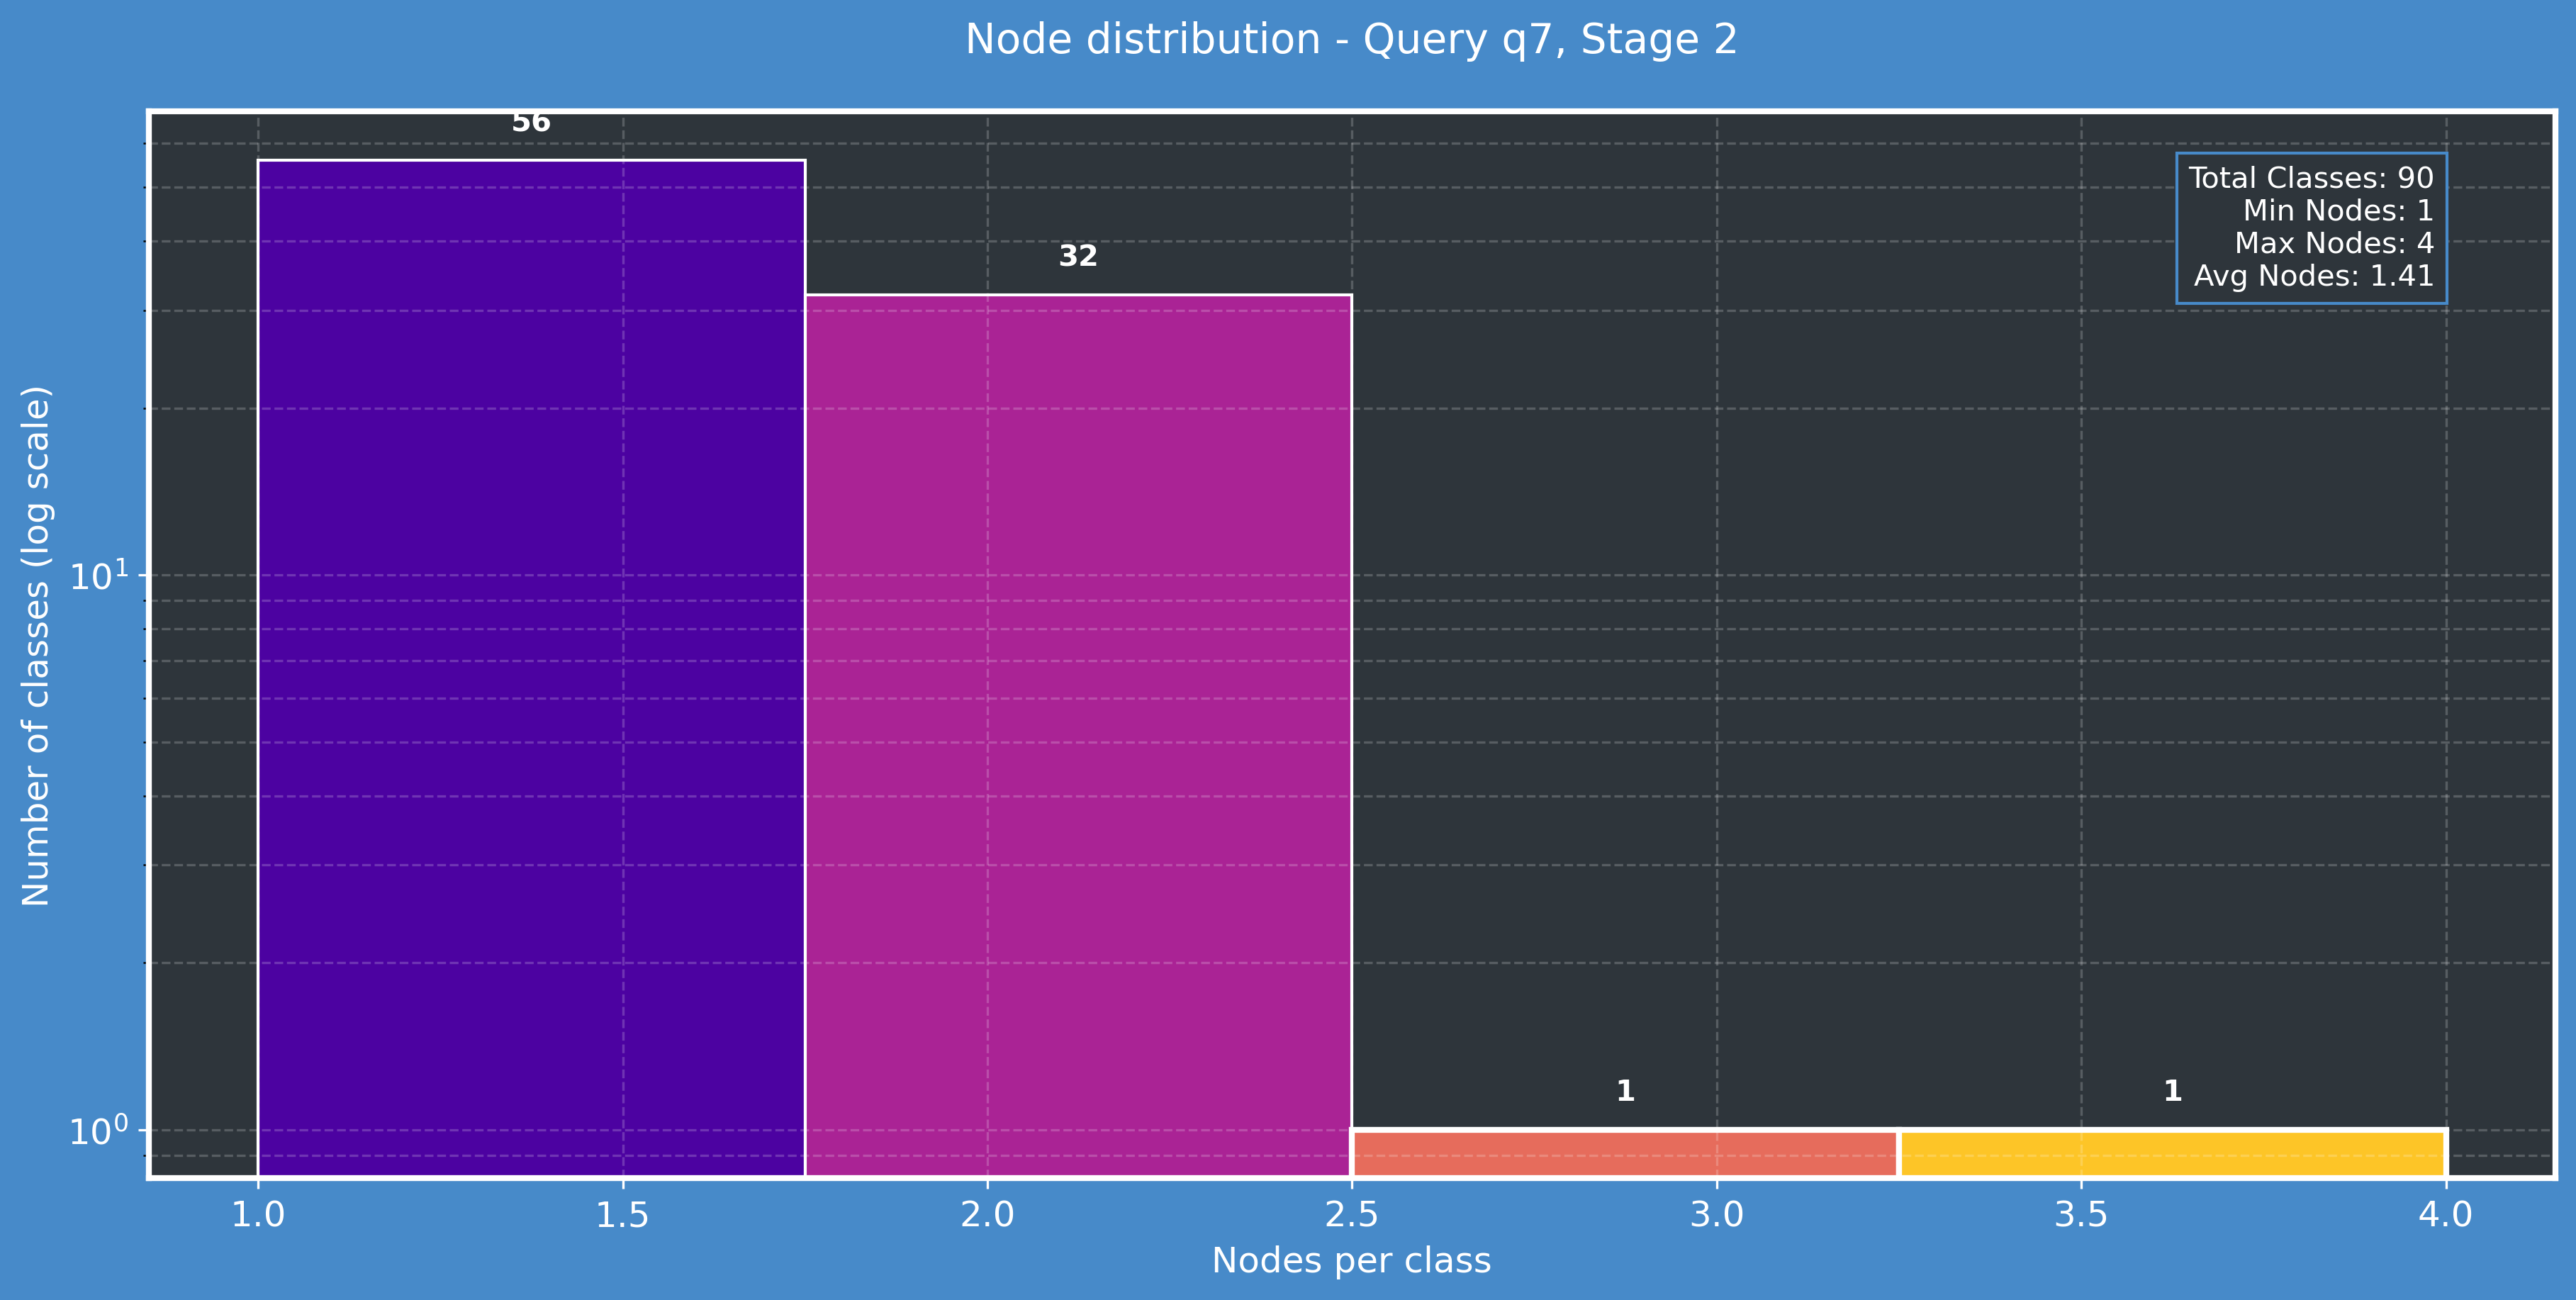 Node distribution - Query q7, Stage 2
56
32
1
1
Total Classes: 90
Min Nodes: 1
Max Nodes: 4
Avg Nodes: 1.41
Number of classes (log scale)
10¹
10⁰
1.0 1.5 2.0 2.5 3.0 3.5 4.0
Nodes per class